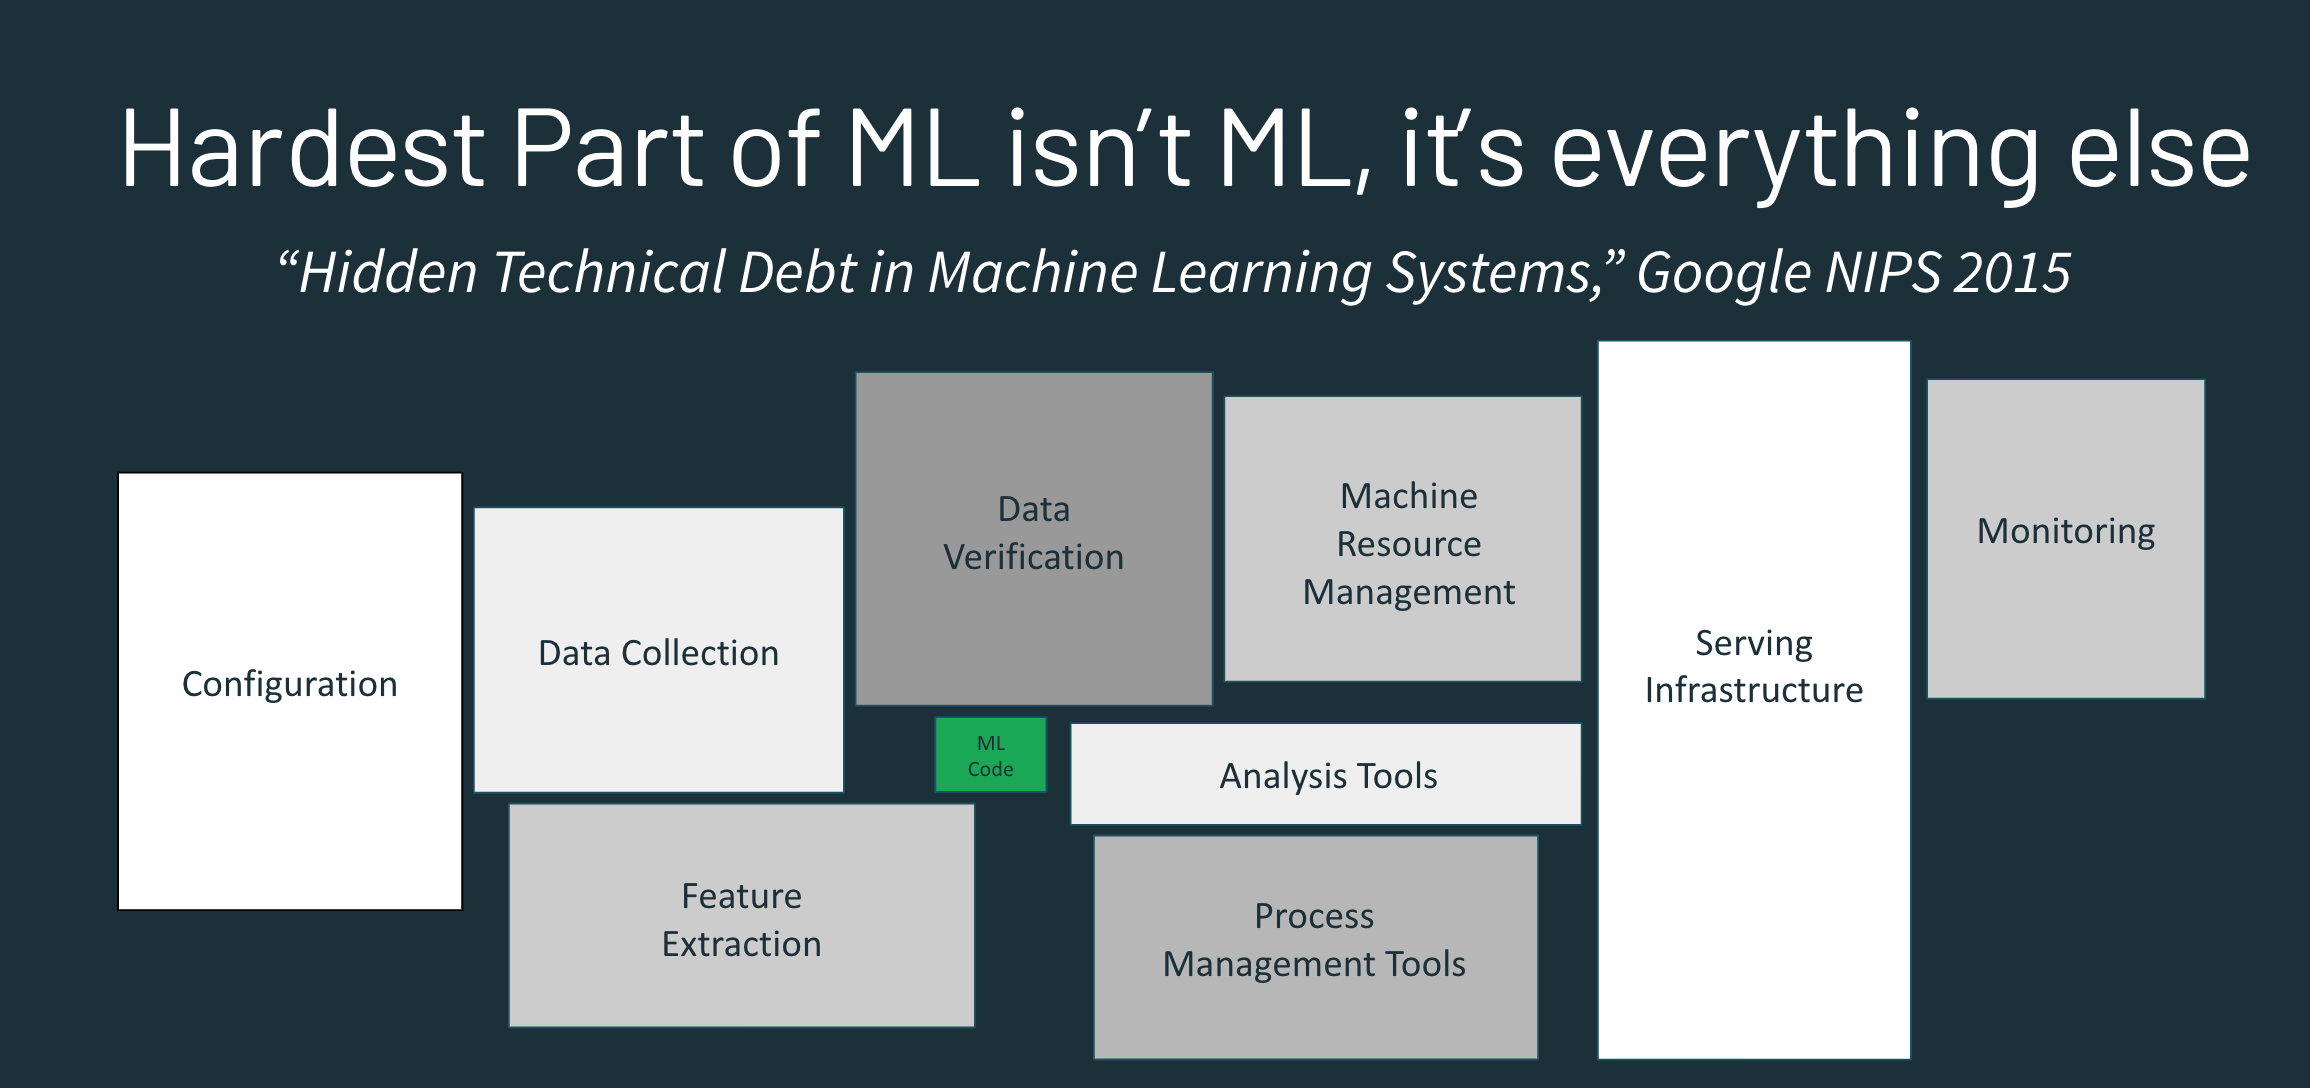 Hardest Part of ML isn’t ML, it’s everything else
“Hidden Technical Debt in Machine Learning Systems,” Google NIPS 2015
Configuration
Data Collection
Data
Verification
Machine
Resource
Management
Serving
Infrastructure
Monitoring
ML
Code
Analysis Tools
Feature
Extraction
Process
Management Tools